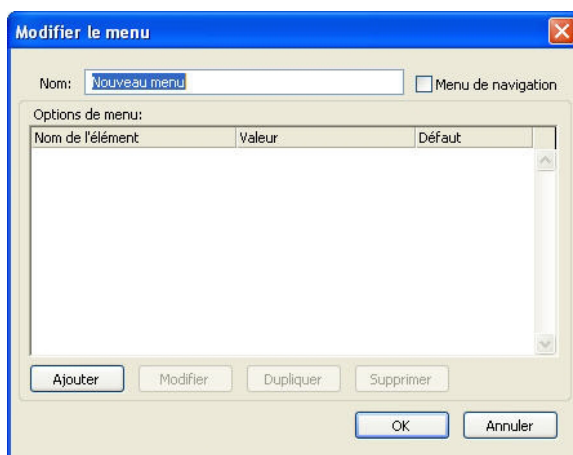 Modifier le menu
Nom: Nouveau menu Menu de navigation
Options de menu:
Nom de l'élément Valeur Défaut
Ajouter Modifier Dupliquer Supprimer
OK Annuler